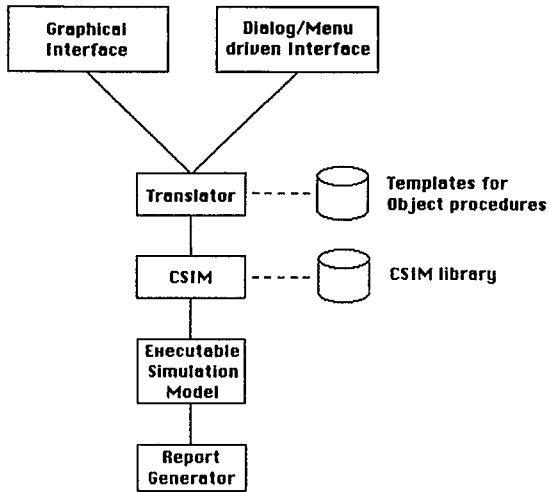 Graphical
Interface
Dialog/Menu
driven Interface
Translator
Templates for
Object procedures
CSIM
CSIM library
Executable
Simulation
Model
Report
Generator